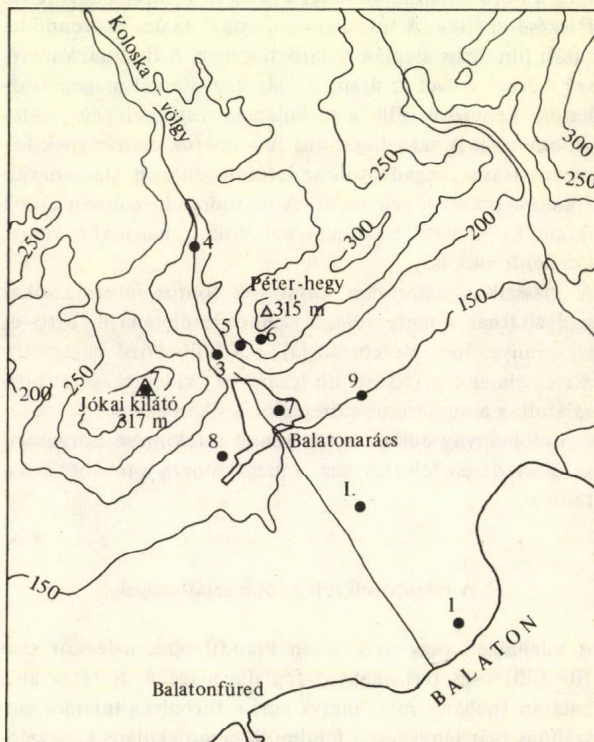 Koloska
völgy
300
250
250
200
300
250
4
150
Péter-hegy
△315 m
5
6
3
250
200
Jókai kilátó
317 m
9
8
Balatonarács
I.
150
1
BALATON
Balatonfüred